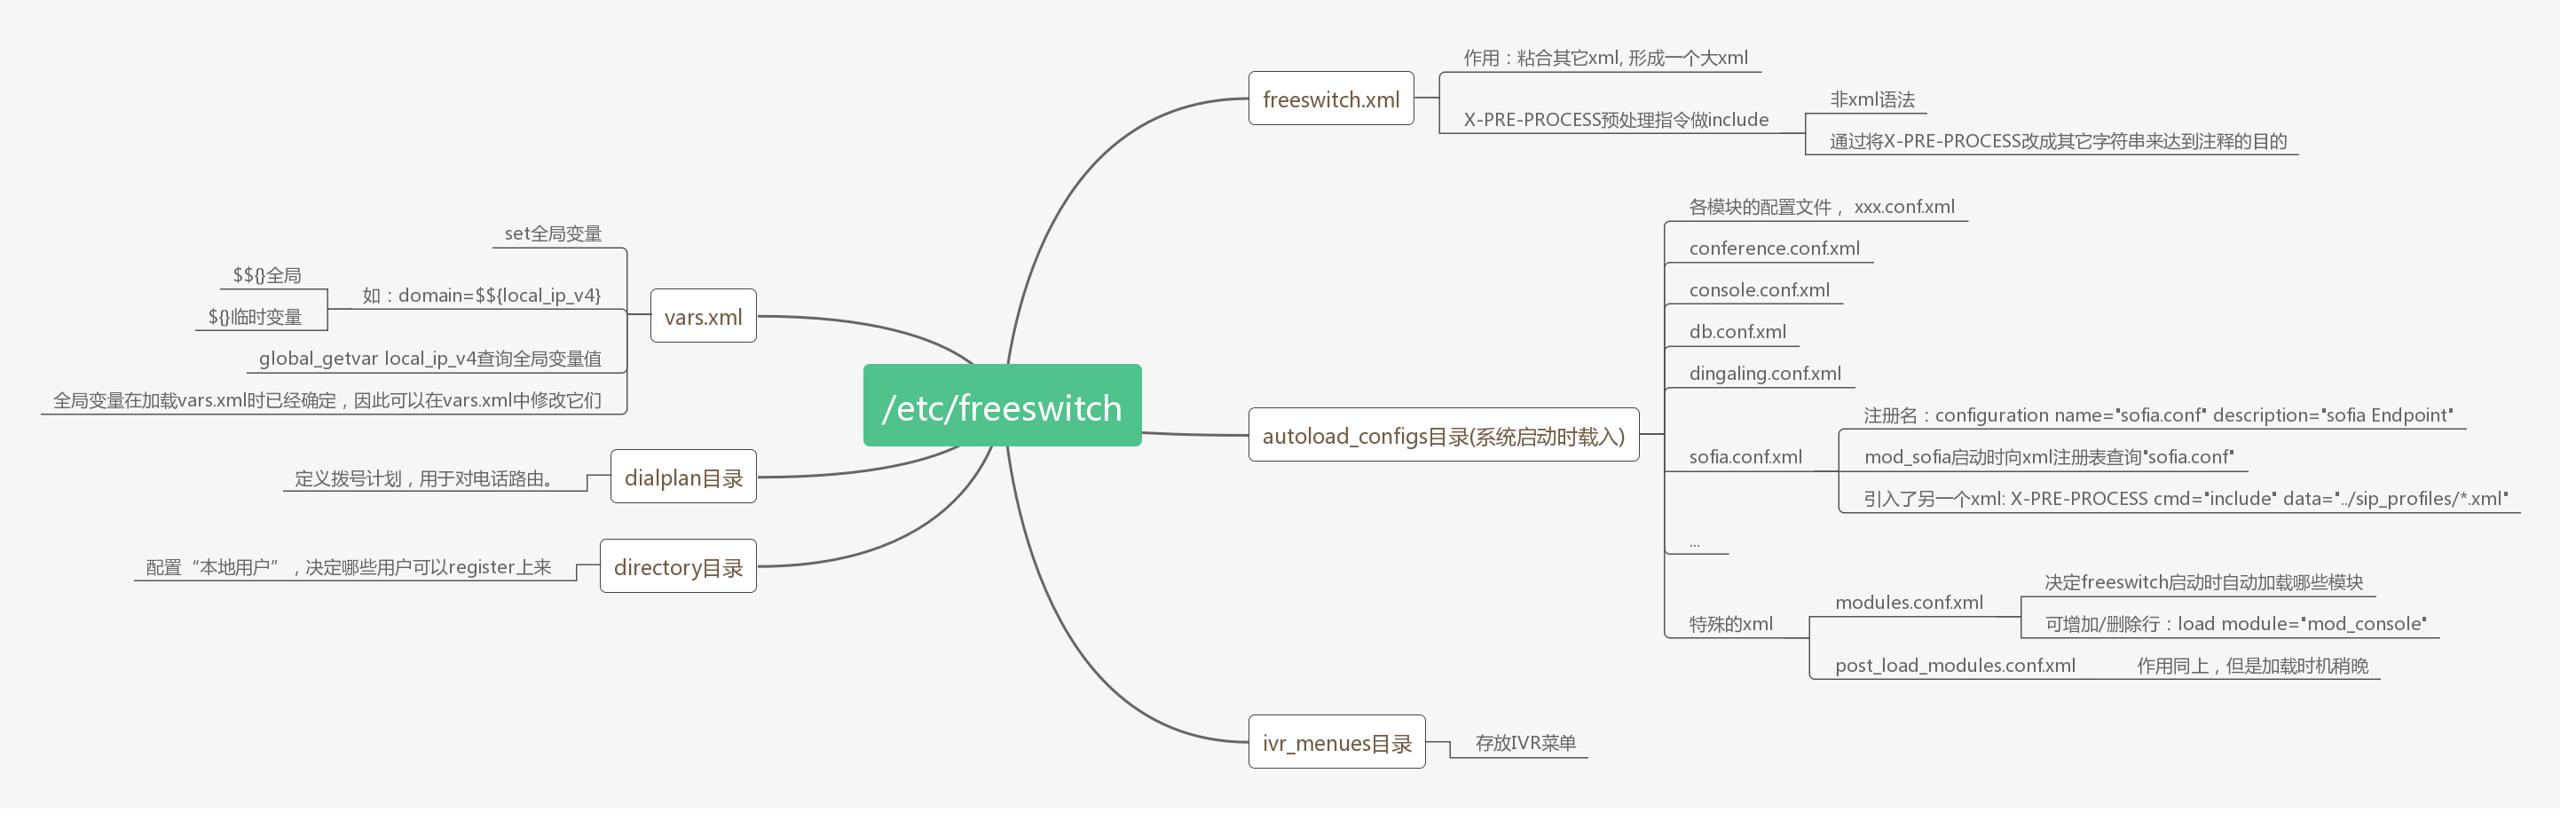 /etc/freeswitch
freeswitch.xml
作用：粘合其它xml, 形成一个大xml
X-PRE-PROCESS预处理指令做include
非xml语法
通过将X-PRE-PROCESS改成其它字符串来达到注释的目的
autoload_configs目录(系统启动时载入)
各模块的配置文件， xxx.conf.xml
conference.conf.xml
console.conf.xml
db.conf.xml
dingaling.conf.xml
sofia.conf.xml
注册名：configuration name="sofia.conf" description="sofia Endpoint"
mod_sofia启动时向xml注册表查询"sofia.conf"
引入了另一个xml: X-PRE-PROCESS cmd="include" data="../sip_profiles/*.xml"
...
特殊的xml
modules.conf.xml
决定freeswitch启动时自动加载哪些模块
可增加/删除行：load module="mod_console"
post_load_modules.conf.xml
作用同上，但是加载时机稍晚
ivr_menues目录
存放IVR菜单
vars.xml
set全局变量
如：domain=$${local_ip_v4}
$${}全局
${}临时变量
global_getvar local_ip_v4查询全局变量值
全局变量在加载vars.xml时已经确定，因此可以在vars.xml中修改它们
dialplan目录
定义拨号计划，用于对电话路由。
directory目录
配置“本地用户”，决定哪些用户可以register上来